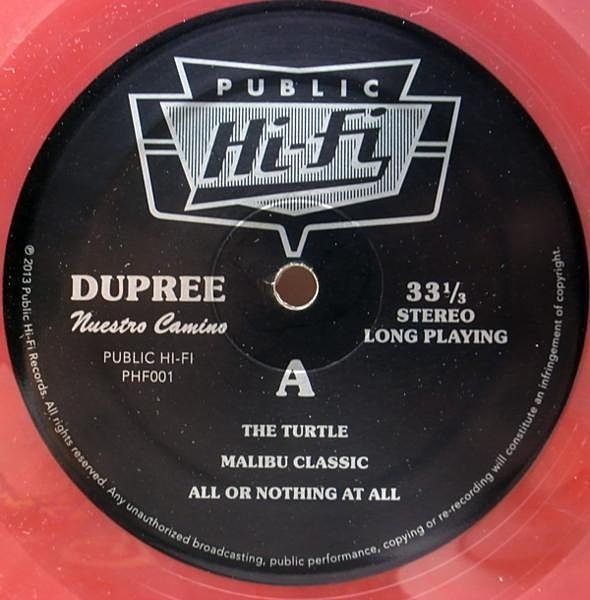 PUBLIC
Hi-Fi
DUPREE
Nuestro Camino
PUBLIC HI-FI
PHF001
33⅓
STEREO
LONG PLAYING
A
THE TURTLE
MALIBU CLASSIC
ALL OR NOTHING AT ALL
℗ 2013 Public Hi-Fi Records. All rights reserved. Any unauthorized broadcasting, public performance, copying or re-recording will constitute an infringement of copyright.